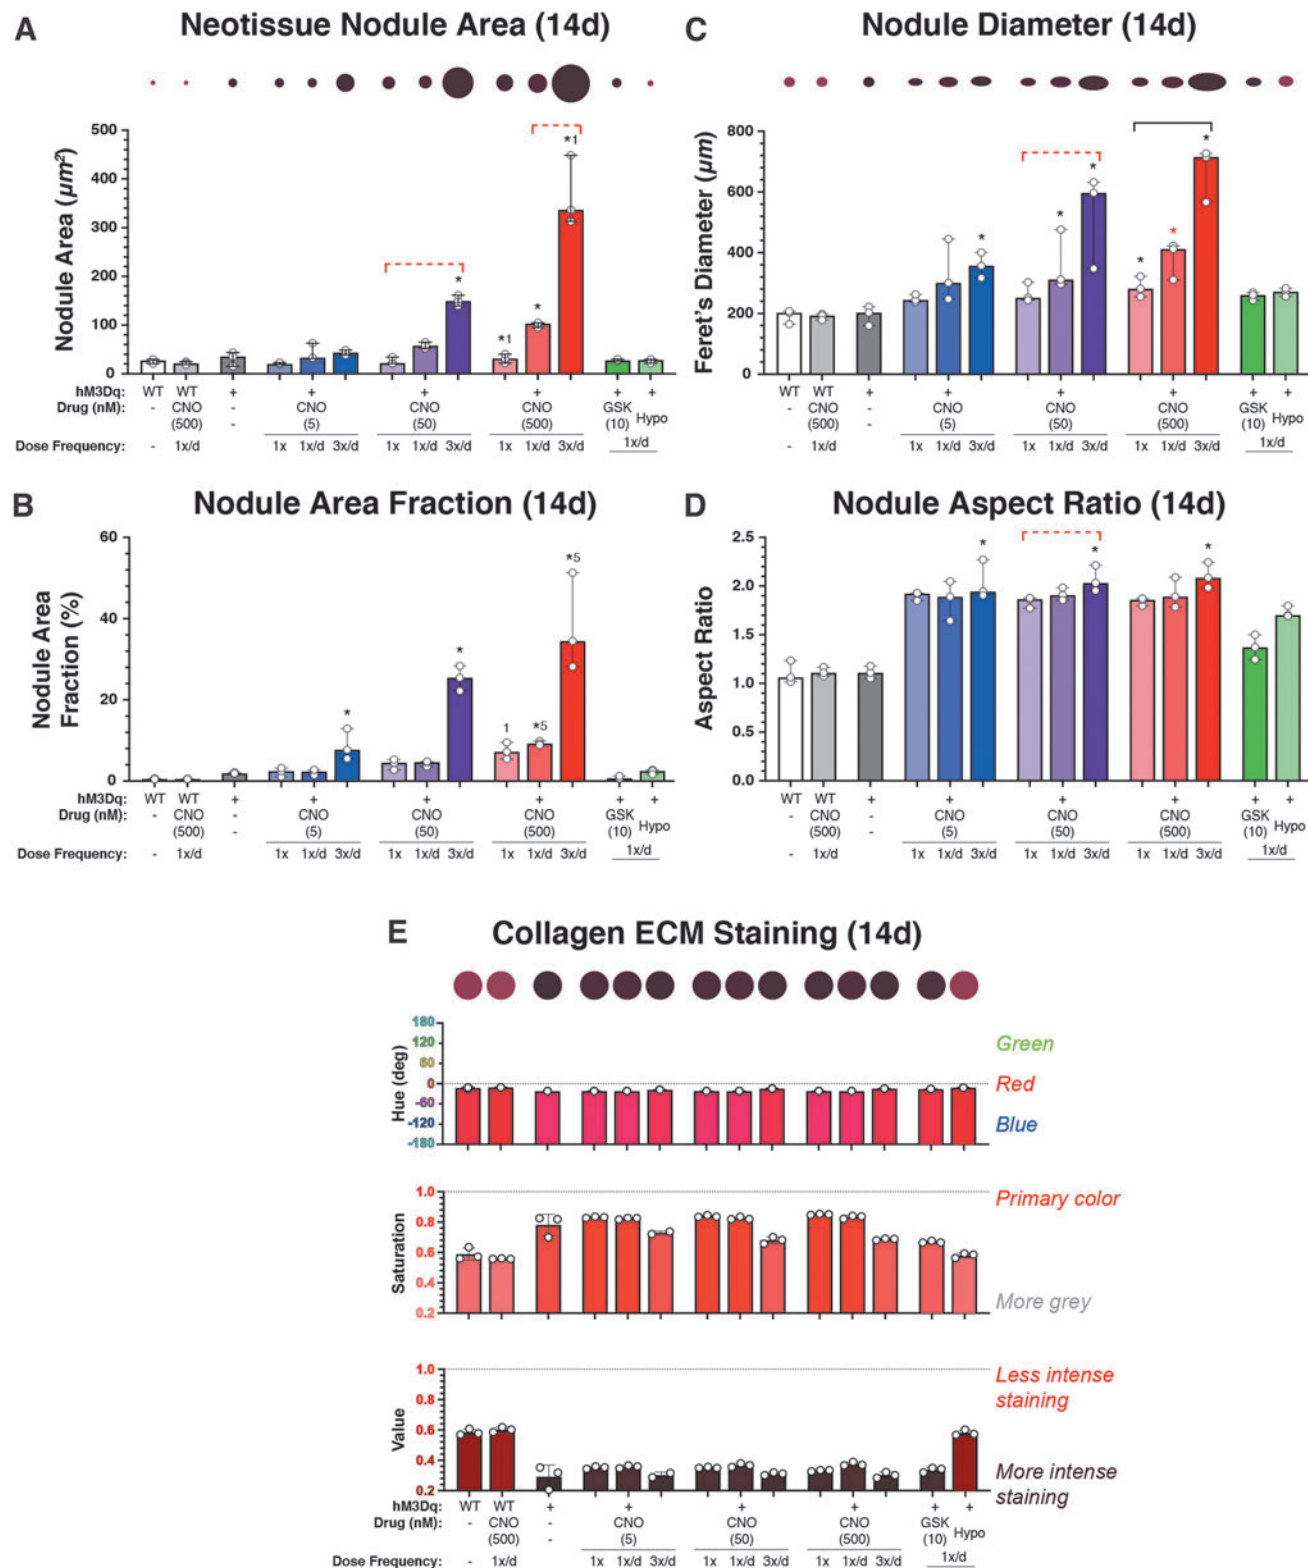 A Neotissue Nodule Area (14d)
Nodule Area (μm²)
500
400
300
200
100
0
*
*1
*
*1
hM3Dq: WT WT + + + + + +
Drug (nM): - CNO (500) - CNO (5) CNO (50) CNO (500) GSK (10) Hypo
Dose Frequency: - 1x/d - 1x 1x/d 3x/d 1x 1x/d 3x/d 1x 1x/d 3x/d 1x/d
C Nodule Diameter (14d)
Feret's Diameter (μm)
800
600
400
200
0
* * * * * *
hM3Dq: WT WT + + + + + +
Drug (nM): - CNO (500) - CNO (5) CNO (50) CNO (500) GSK (10) Hypo
Dose Frequency: - 1x/d 1x 1x/d 3x/d 1x 1x/d 3x/d 1x 1x/d 3x/d 1x/d
B Nodule Area Fraction (14d)
Nodule Area
Fraction (%)
60
40
20
0
* * 1 *5 *5
hM3Dq: WT WT + + + + + +
Drug (nM): - CNO (500) - CNO (5) CNO (50) CNO (500) GSK (10) Hypo
Dose Frequency: - 1x/d - 1x 1x/d 3x/d 1x 1x/d 3x/d 1x 1x/d 3x/d 1x/d
D Nodule Aspect Ratio (14d)
Aspect Ratio
2.5
2.0
1.5
1.0
0.5
0.0
* * *
hM3Dq: WT WT + + + + + +
Drug (nM): - CNO (500) - CNO (5) CNO (50) CNO (500) GSK (10) Hypo
Dose Frequency: - 1x/d 1x 1x/d 3x/d 1x 1x/d 3x/d 1x 1x/d 3x/d 1x/d
E Collagen ECM Staining (14d)
Hue (deg)
180
120
60
0
-60
-120
-180
Green
Red
Blue
Saturation
1.0
0.8
0.6
0.4
0.2
Primary color
More grey
Value
1.0
0.8
0.6
0.4
0.2
Less intense
staining
More intense
staining
hM3Dq: WT WT + + + + + +
Drug (nM): - CNO (500) - CNO (5) CNO (50) CNO (500) GSK (10) Hypo
Dose Frequency: - 1x/d - 1x 1x/d 3x/d 1x 1x/d 3x/d 1x 1x/d 3x/d 1x/d